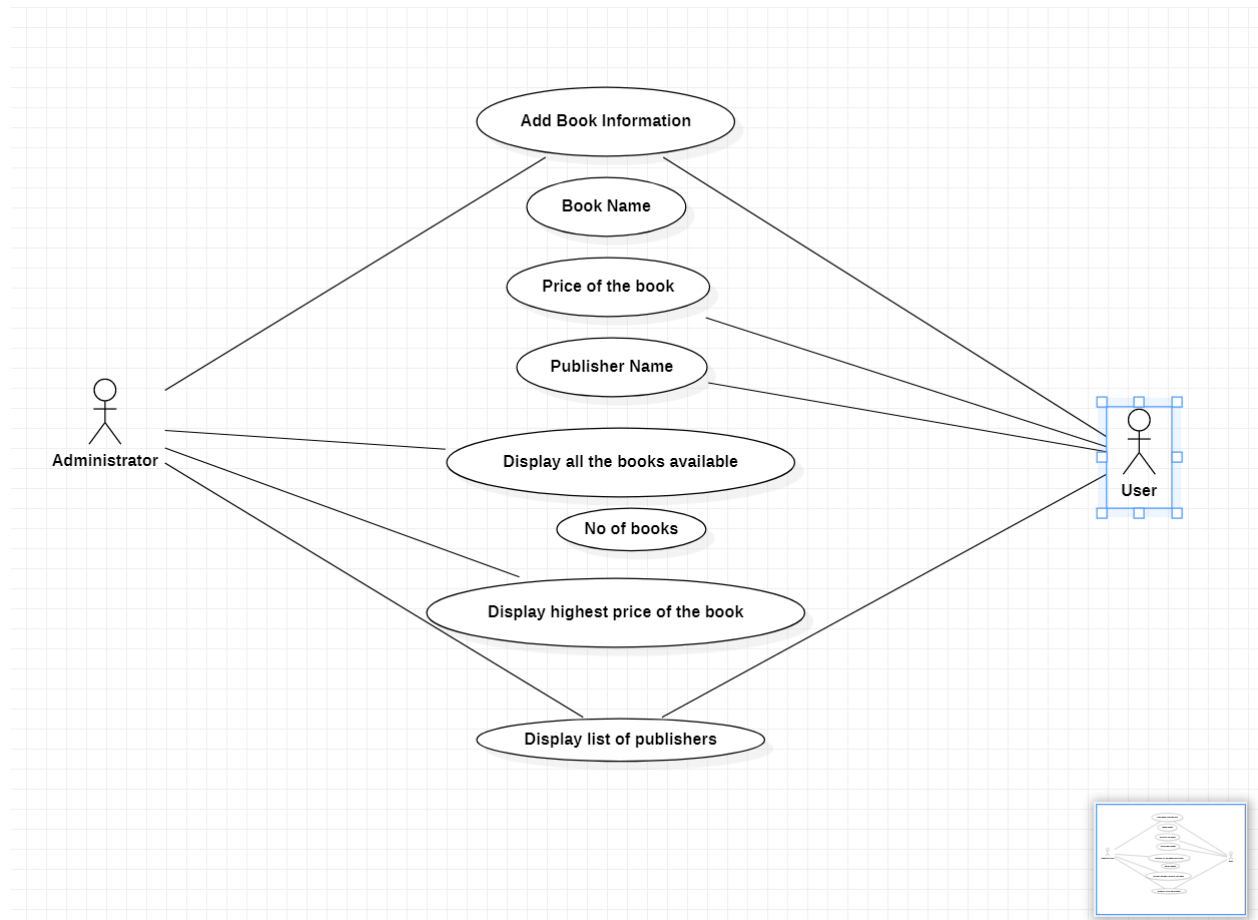 Add Book Information
Book Name
Price of the book
Publisher Name
Administrator
Display all the books available
User
No of books
Display highest price of the book
Display list of publishers